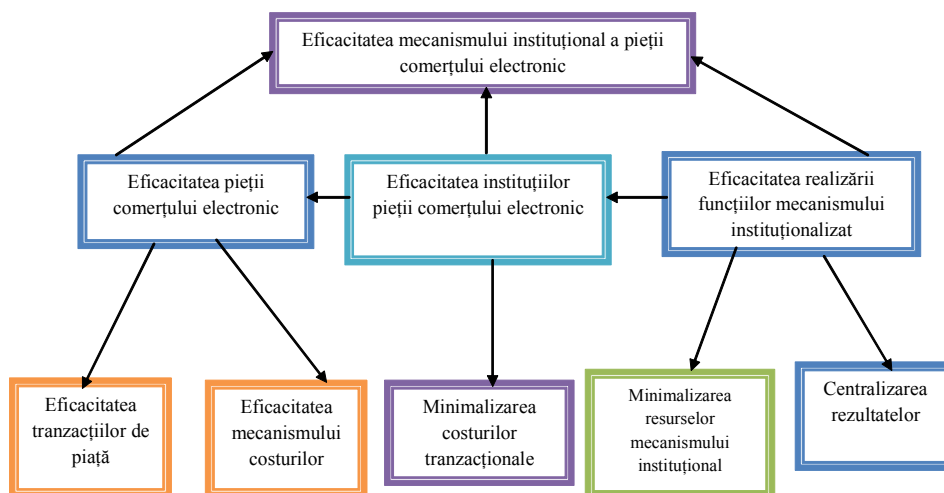 Eficacitatea mecanismului instituțional a pieții
comerțului electronic
Eficacitatea pieții
comerțului electronic
Eficacitatea instituțiilor
pieții comerțului electronic
Eficacitatea realizării
funcțiilor mecanismului
instituționalizat
Eficacitatea
tranzacțiilor de
piață
Eficacitatea
mecanismului
costurilor
Minimalizarea
costurilor
tranzacționale
Minimalizarea
resurselor
mecanismului
instituțional
Centralizarea
rezultatelor